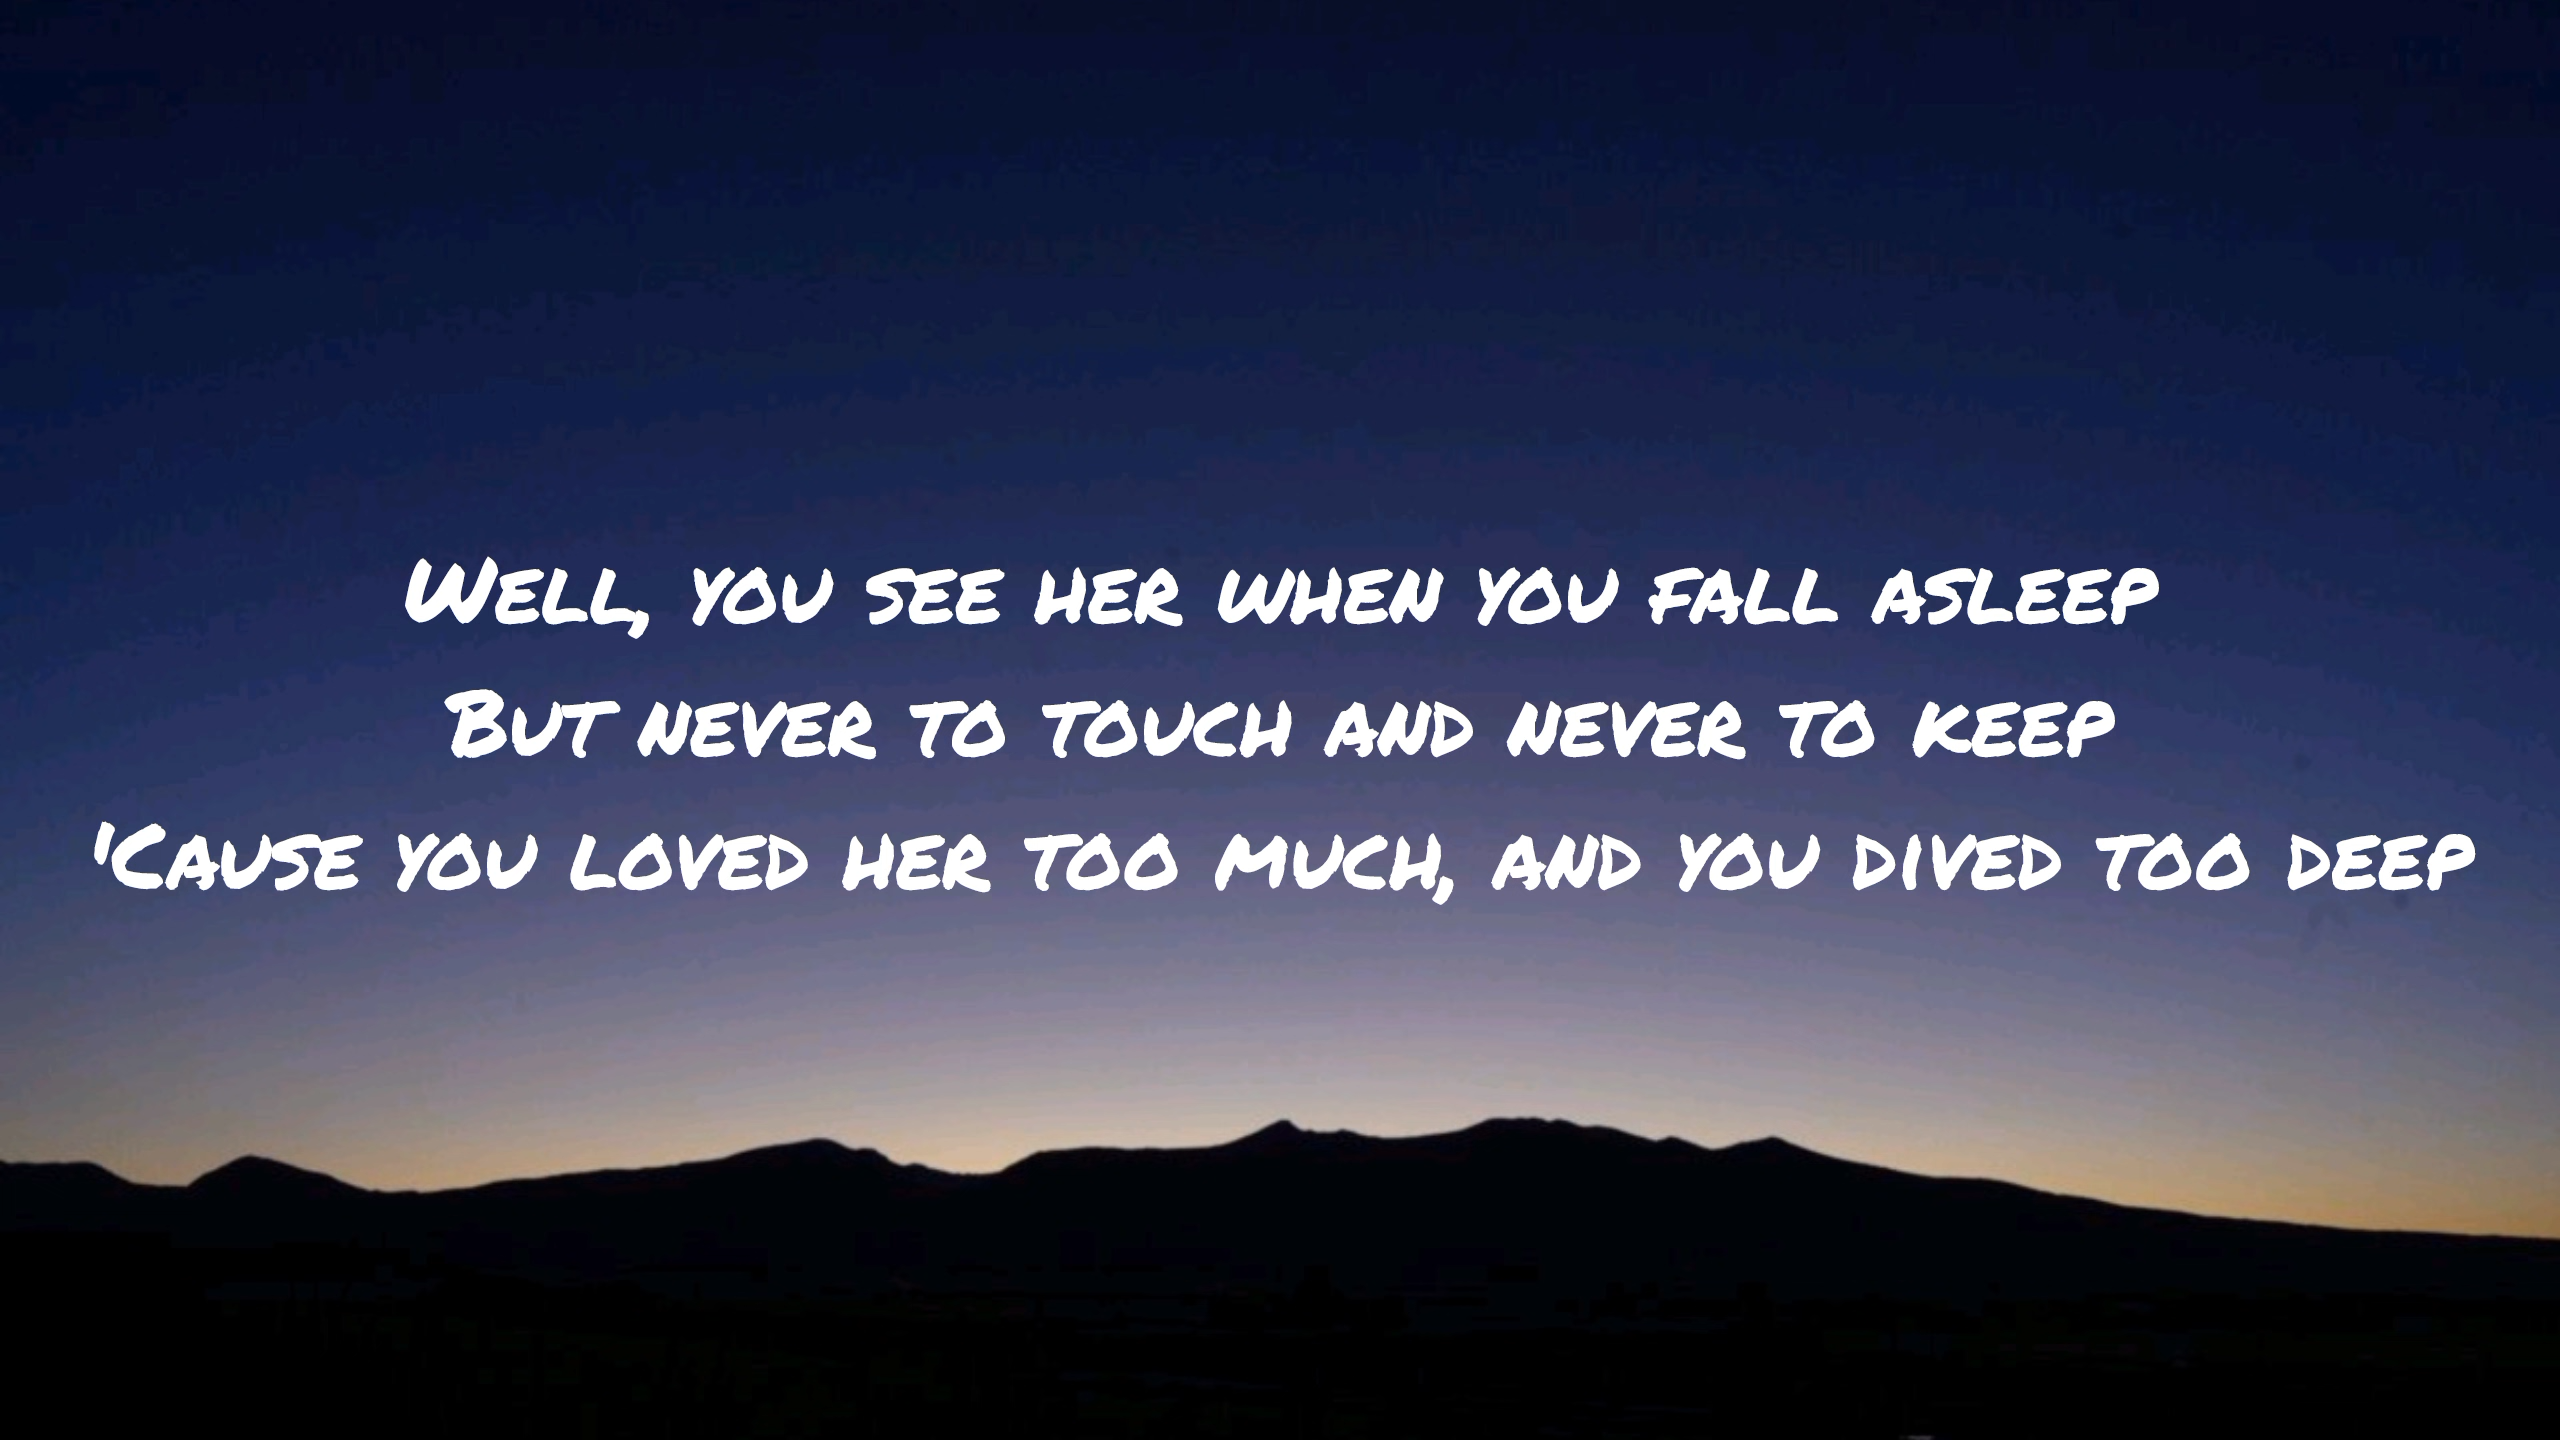 Well, you see her when you fall asleep
But never to touch and never to keep
'Cause you loved her too much, and you dived too deep